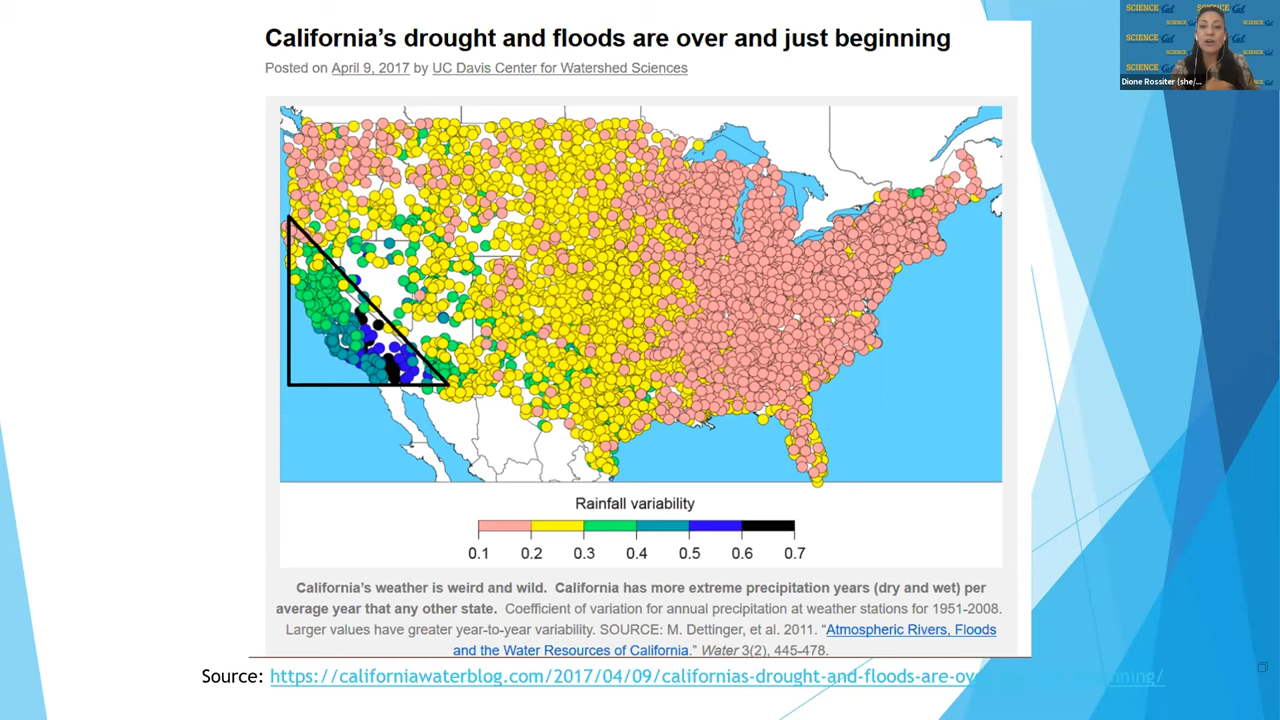 California's drought and floods are over and just beginning
Posted on April 9, 2017 by UC Davis Center for Watershed Sciences
SCIENCE Cal
Dione Rossiter (she/...
Rainfall variability
0.1 0.2 0.3 0.4 0.5 0.6 0.7
California's weather is weird and wild. California has more extreme precipitation years (dry and wet) per
average year that any other state. Coefficient of variation for annual precipitation at weather stations for 1951-2008.
Larger values have greater year-to-year variability. SOURCE: M. Dettinger, et al. 2011. "Atmospheric Rivers, Floods
and the Water Resources of California." Water 3(2), 445-478.
Source: https://californiawaterblog.com/2017/04/09/californias-drought-and-floods-are-ov